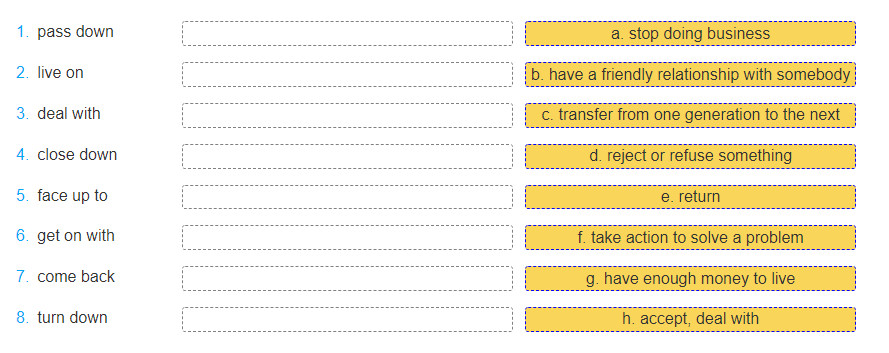 1. pass down a. stop doing business
2. live on b. have a friendly relationship with somebody
3. deal with c. transfer from one generation to the next
4. close down d. reject or refuse something
5. face up to e. return
6. get on with f. take action to solve a problem
7. come back g. have enough money to live
8. turn down h. accept, deal with